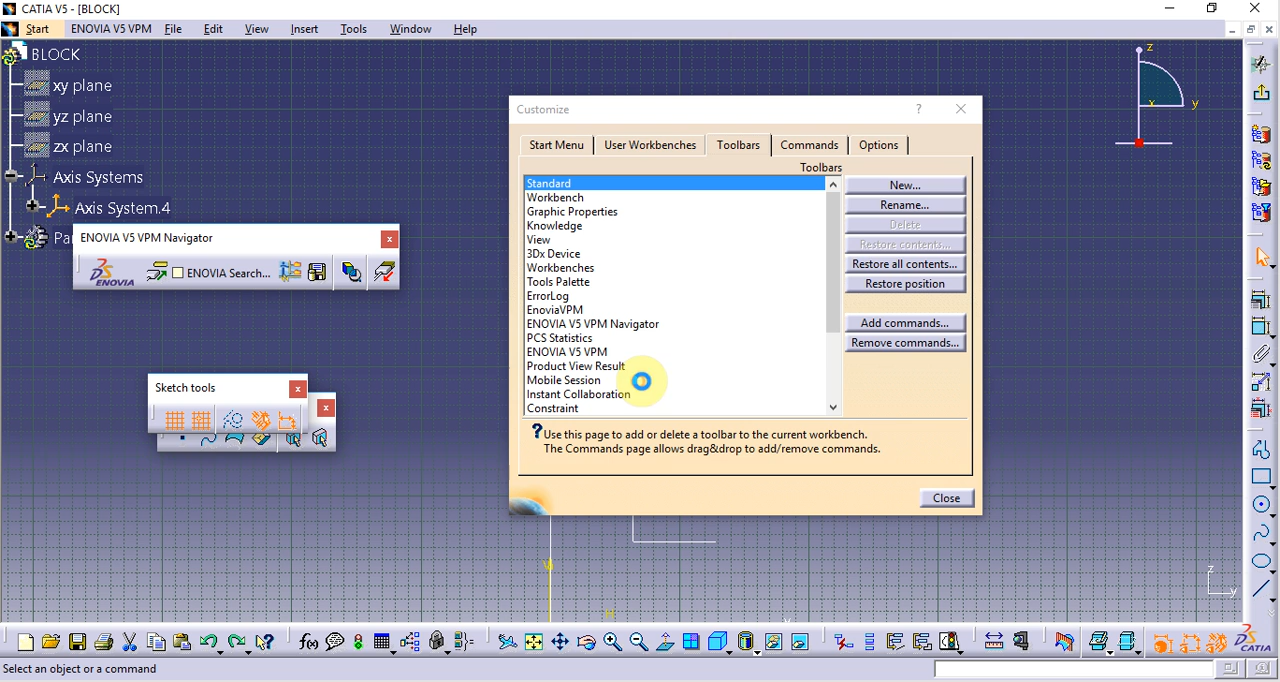 CATIA V5 - [BLOCK]
Start ENOVIA V5 VPM File Edit View Insert Tools Window Help
BLOCK
xy plane
yz plane
zx plane
Axis Systems
Axis System.4
Pa
ENOVIA V5 VPM Navigator
ENOVIA
ENOVIA Search...
Sketch tools
Customize
Start Menu User Workbenches Toolbars Commands Options
Toolbars
Standard
Workbench
Graphic Properties
Knowledge
View
3Dx Device
Workbenches
Tools Palette
ErrorLog
EnoviaVPM
ENOVIA V5 VPM Navigator
PCS Statistics
ENOVIA V5 VPM
Product View Result
Mobile Session
Instant Collaboration
Constraint
New...
Rename...
Delete
Restore contents...
Restore all contents...
Restore position
Add commands...
Remove commands...
Use this page to add or delete a toolbar to the current workbench.
The Commands page allows drag&drop to add/remove commands.
Close
z
x y
z
y
f(x)
CATIA
Select an object or a command